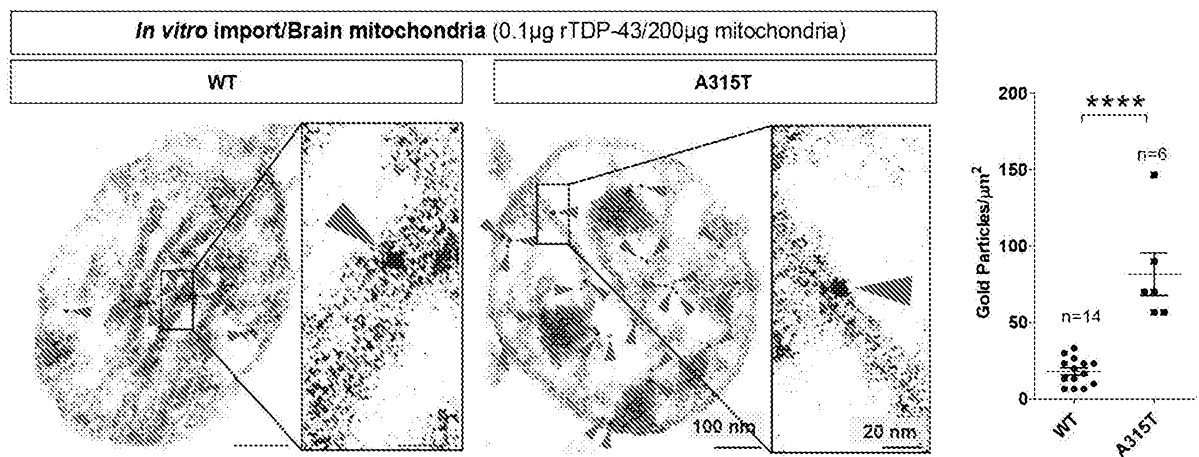 In vitro import/Brain mitochondria (0.1µg rTDP-43/200µg mitochondria)
WT
A315T
100 nm
20 nm
Gold Particles/µm²
200
150
100
50
0
****
n=6
n=14
WT
A315T